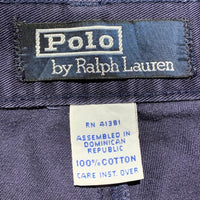 Polo
by Ralph Lauren
RN 41381
ASSEMBLED IN
DOMINICAN
REPUBLIC
100% COTTON
CARE INST. OVER